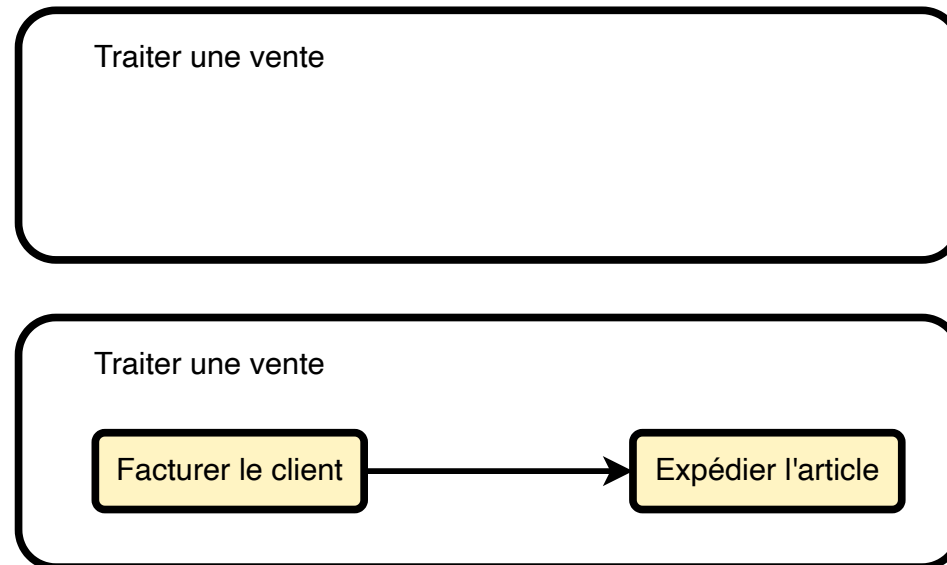 Traiter une vente
Traiter une vente
Facturer le client
Expédier l'article